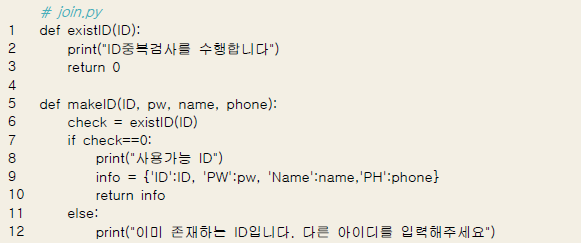 # join.py
1 def existID(ID):
2 print("ID중복검사를 수행합니다")
3 return 0
4
5 def makeID(ID, pw, name, phone):
6 check = existID(ID)
7 if check==0:
8 print("사용가능 ID")
9 info = {'ID':ID, 'PW':pw, 'Name':name,'PH':phone}
10 return info
11 else:
12 print("이미 존재하는 ID입니다. 다른 아이디를 입력해주세요")